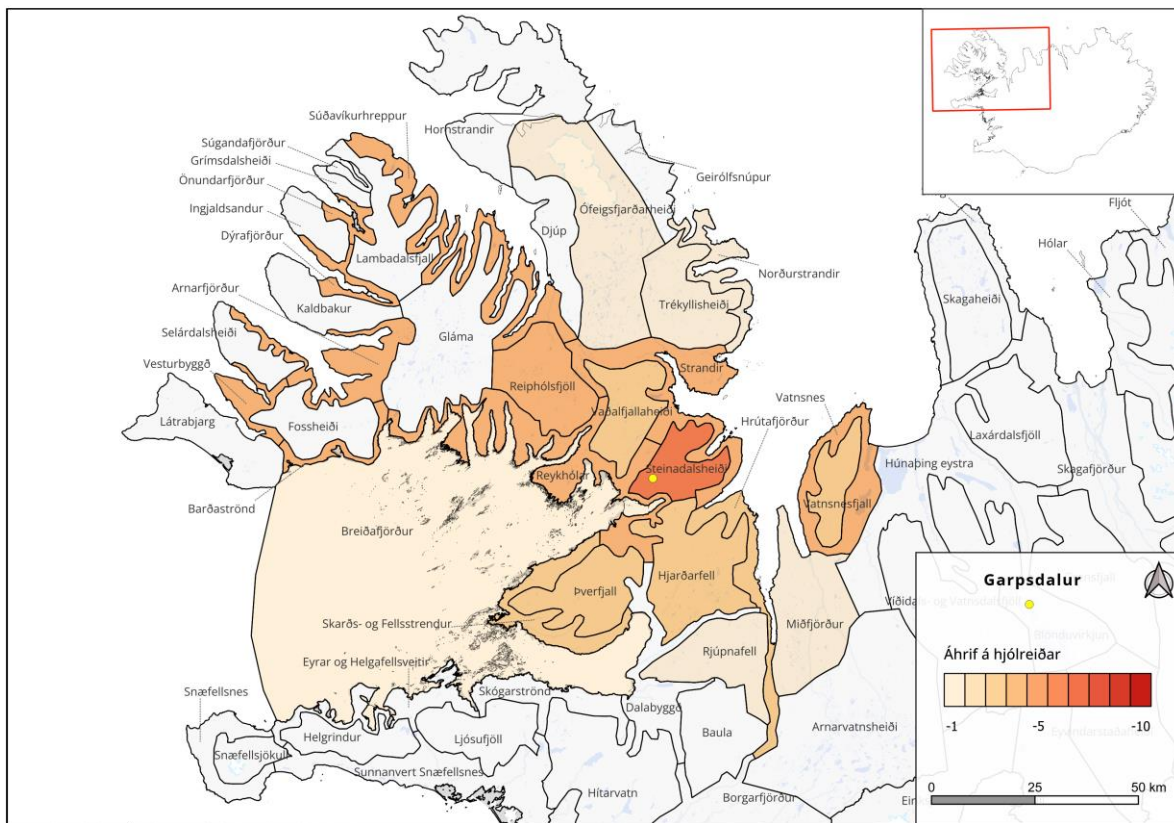 Súðavíkurhreppur
Hornstrandir
Súgandafjörður
Grímsdalsheiði
Geirólfsnúpur
Önundarfjörður
Ingjaldsandur
Ófeigsfjarðarheiði
Fljót
Djúp
Dýrafjörður
Hólar
Lambadalsfjall
Norðurstrandir
Arnarfjörður
Kaldbakur
Trékyllisheiði
Skagaheiði
Selárdalsheiði
Gláma
Vesturbyggð
Strandir
Reiphólsfjöll
Vatnsnes
Vaðalfjallaheiði
Hrútafjörður
Látrabjarg
Fossheiði
Laxárdalsfjöll
Húnaþing eystra
Steinadalsheiði
Skagafjörður
Reykhólar
Vatnsnesfjall
Barðaströnd
Breiðafjörður
Hjarðarfell
Þverfjall
Garpsdalur
Víðidals- og Vatnsdalsfjöll
Skarðs- og Fellsstrendur
Miðfjörður
Blönduvirkjun
Rjúpnafell
Áhrif á hjólreiðar
Eyrar og Helgafellsveitir
Snæfellsnes
Skógarströnd
Dalabyggð
-1
-5
-10
Helgrindur
Ljósufjöll
Baula
Arnarvatnsheiði
Snæfellsjökull
Sunnanvert Snæfellsnes
Hítarvatn
Borgarfjörður
0
25
50 km